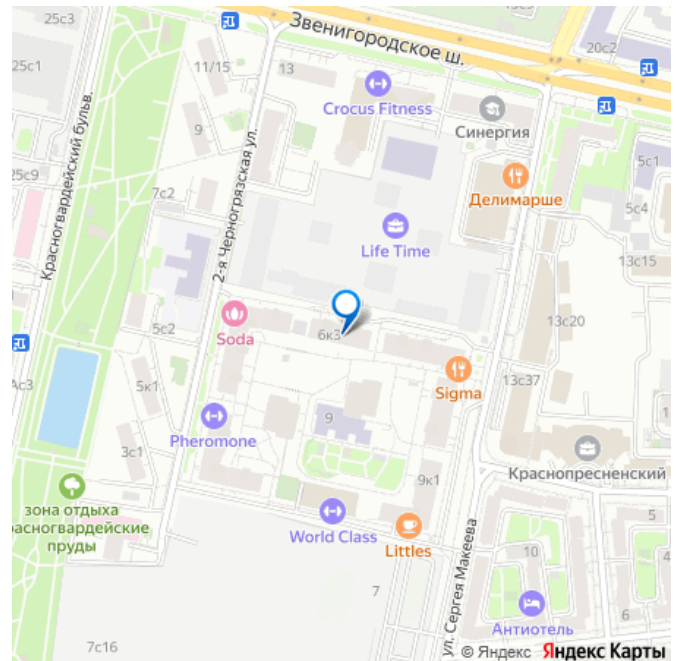 25с3
Звенигородское ш.
20с2
25с1
11/15
13
Crocus Fitness
Синергия
Красногвардейский бульв.
2-я Черногрязская ул.
9
5с1
25с9
7с2
Делимарше
5с4
Life Time
13с15
5с2
Soda
6к3
13с20
Ас3
5к1
Sigma
13с37
Pheromone
9
3с1
9к1
Краснопресненский
зона отдыха
расногвардейские
пруды
World Class
Littles
ул. Сергея Макеева
5
10
4
7
6
Антиотель
7с16
© Яндекс Яндекс Карты